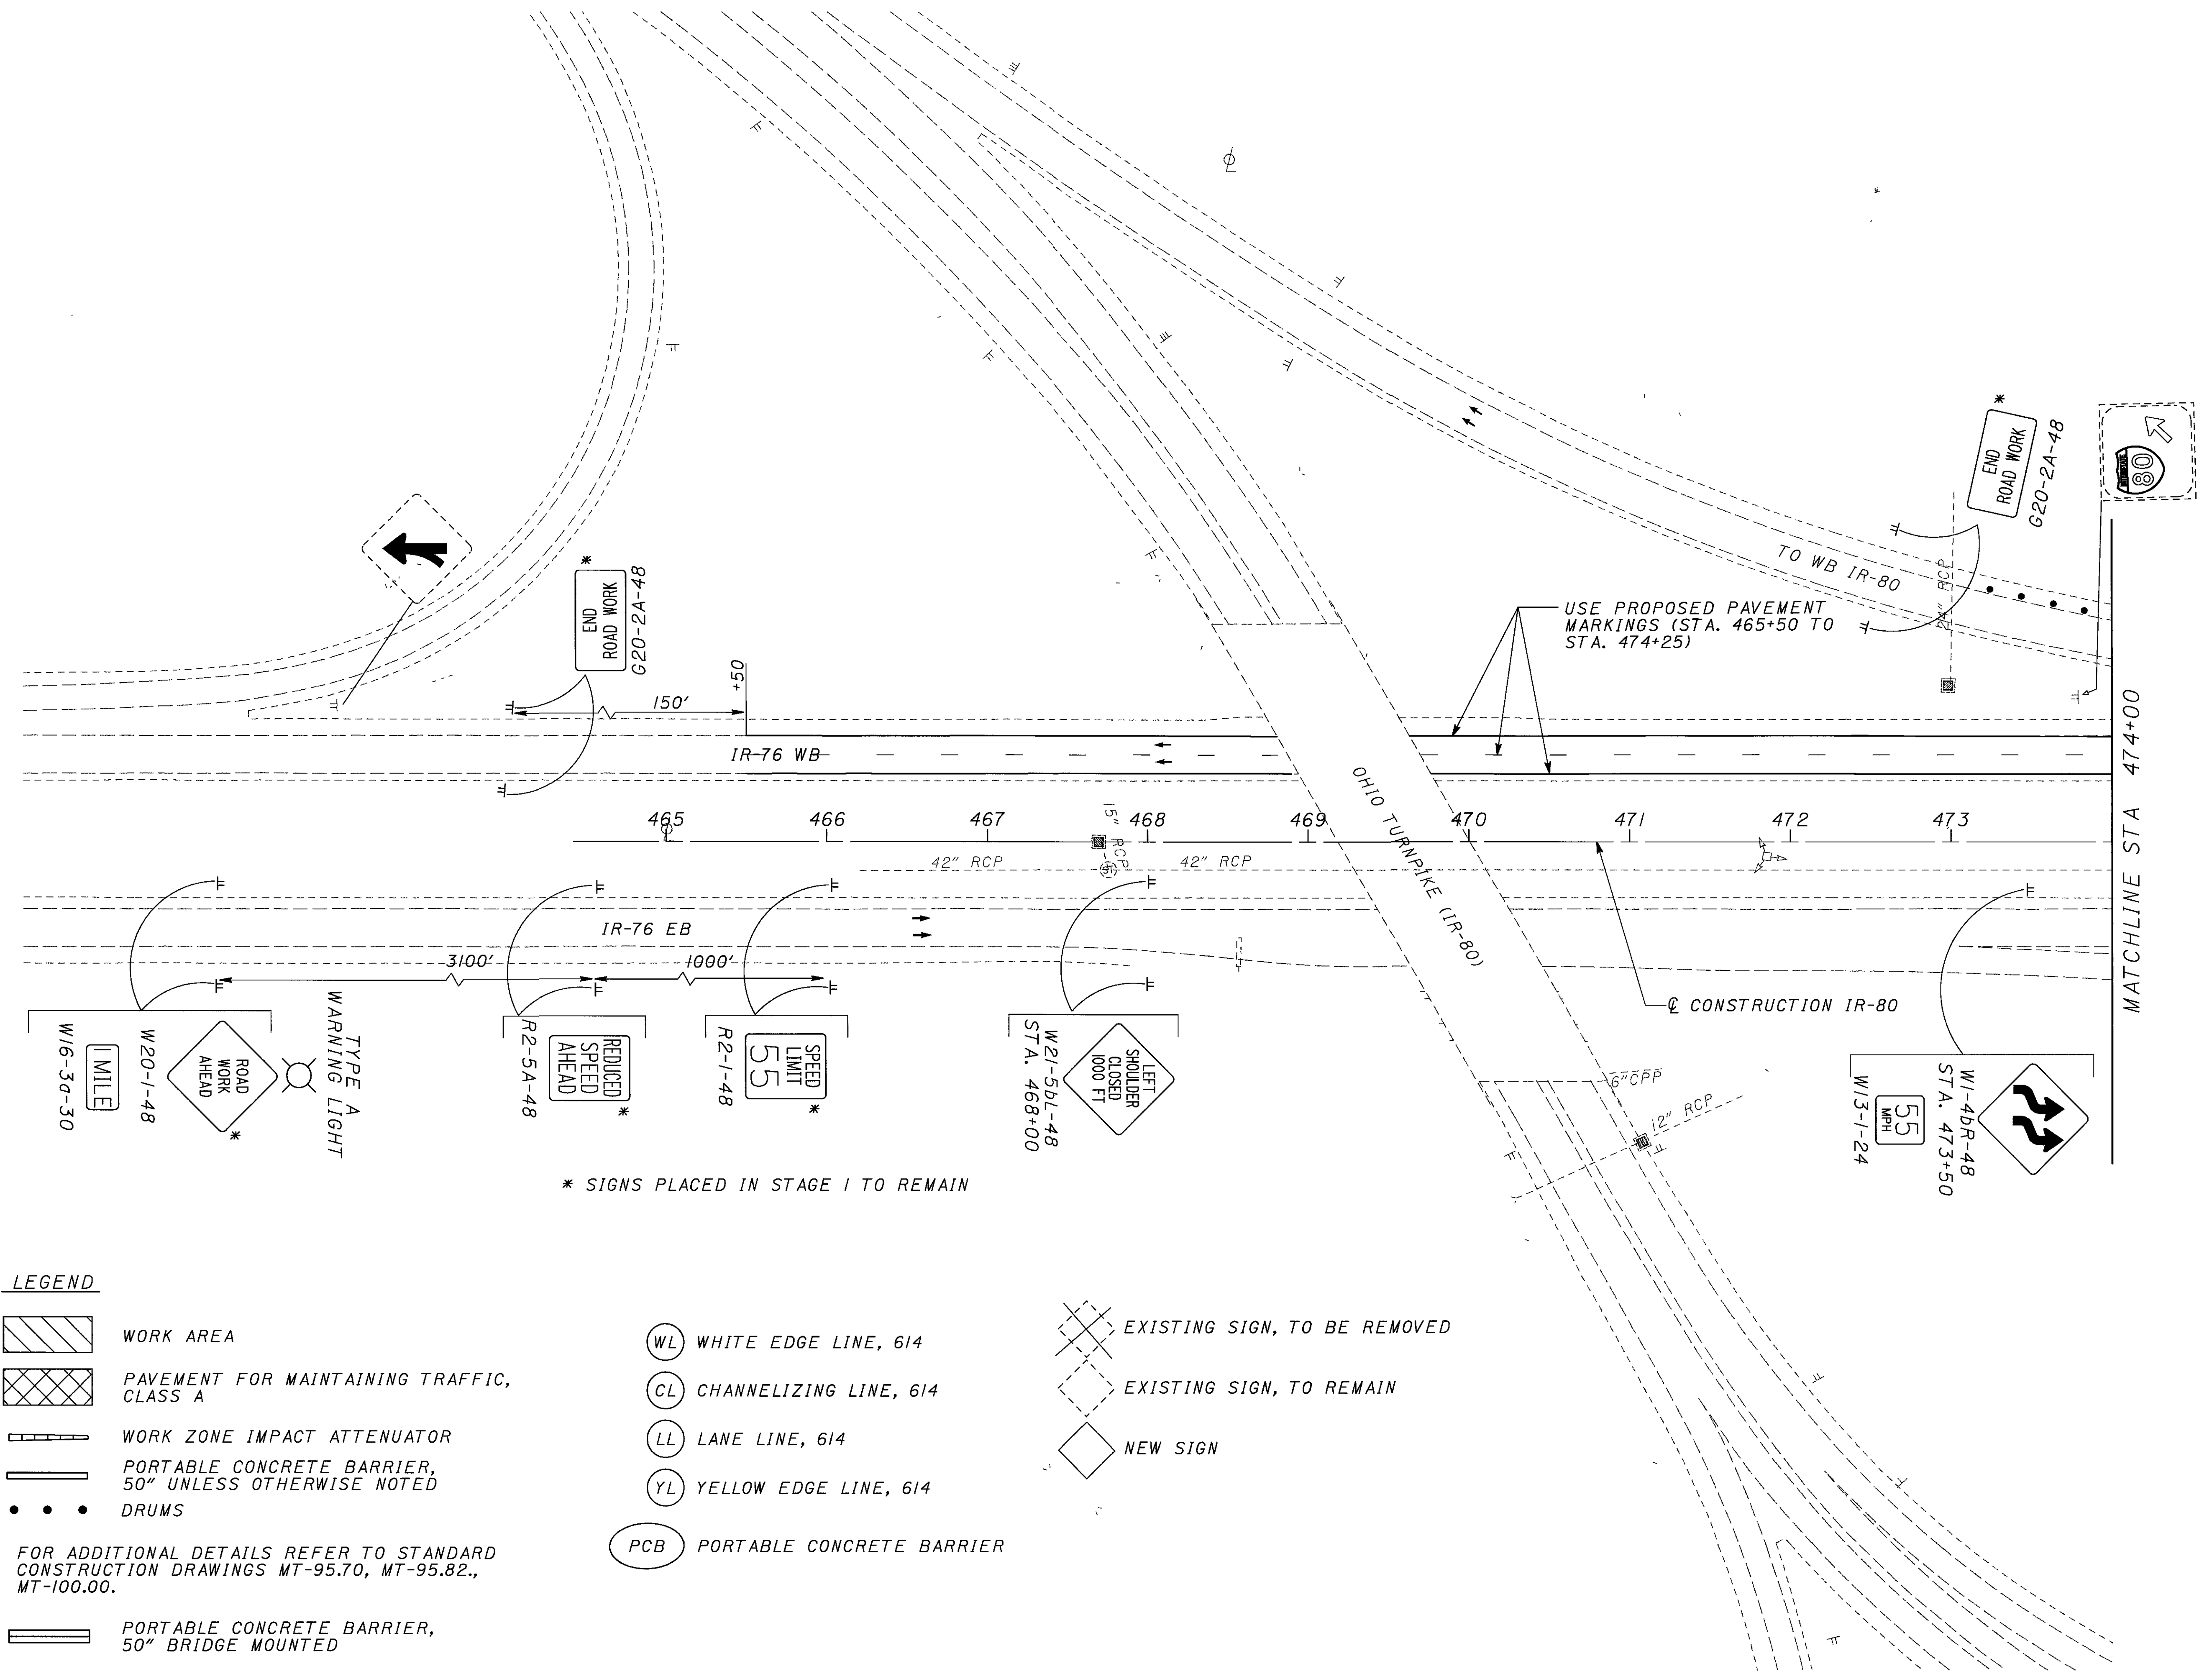 END
ROAD WORK
*
G20-2A-48
INTERSTATE
80
END
ROAD WORK
*
G20-2A-48
TO WB IR-80
24" RCP
USE PROPOSED PAVEMENT
MARKINGS (STA. 465+50 TO
STA. 474+25)
+50
150'
IR-76 WB
OHIO TURNPIKE (IR-80)
MATCHLINE STA 474+00
465
466
467
468
469
470
471
472
473
15" RCP
42" RCP
42" RCP
IR-76 EB
3100'
1000'
℄ CONSTRUCTION IR-80
TYPE A
WARNING LIGHT
ROAD
WORK
AHEAD
*
W20-1-48
1 MILE
W16-3a-30
REDUCED
SPEED
AHEAD
*
R2-5A-48
SPEED
LIMIT
55
*
R2-1-48
LEFT
SHOULDER
CLOSED
1000 FT
W21-5bL-48
STA. 468+00
6" CPP
12" RCP
W1-4bR-48
STA. 473+50
55
MPH
W13-1-24
* SIGNS PLACED IN STAGE 1 TO REMAIN
LEGEND
WORK AREA
PAVEMENT FOR MAINTAINING TRAFFIC,
CLASS A
WORK ZONE IMPACT ATTENUATOR
PORTABLE CONCRETE BARRIER,
50" UNLESS OTHERWISE NOTED
DRUMS
FOR ADDITIONAL DETAILS REFER TO STANDARD
CONSTRUCTION DRAWINGS MT-95.70, MT-95.82.,
MT-100.00.
PORTABLE CONCRETE BARRIER,
50" BRIDGE MOUNTED
WL WHITE EDGE LINE, 614
CL CHANNELIZING LINE, 614
LL LANE LINE, 614
YL YELLOW EDGE LINE, 614
PCB PORTABLE CONCRETE BARRIER
EXISTING SIGN, TO BE REMOVED
EXISTING SIGN, TO REMAIN
NEW SIGN